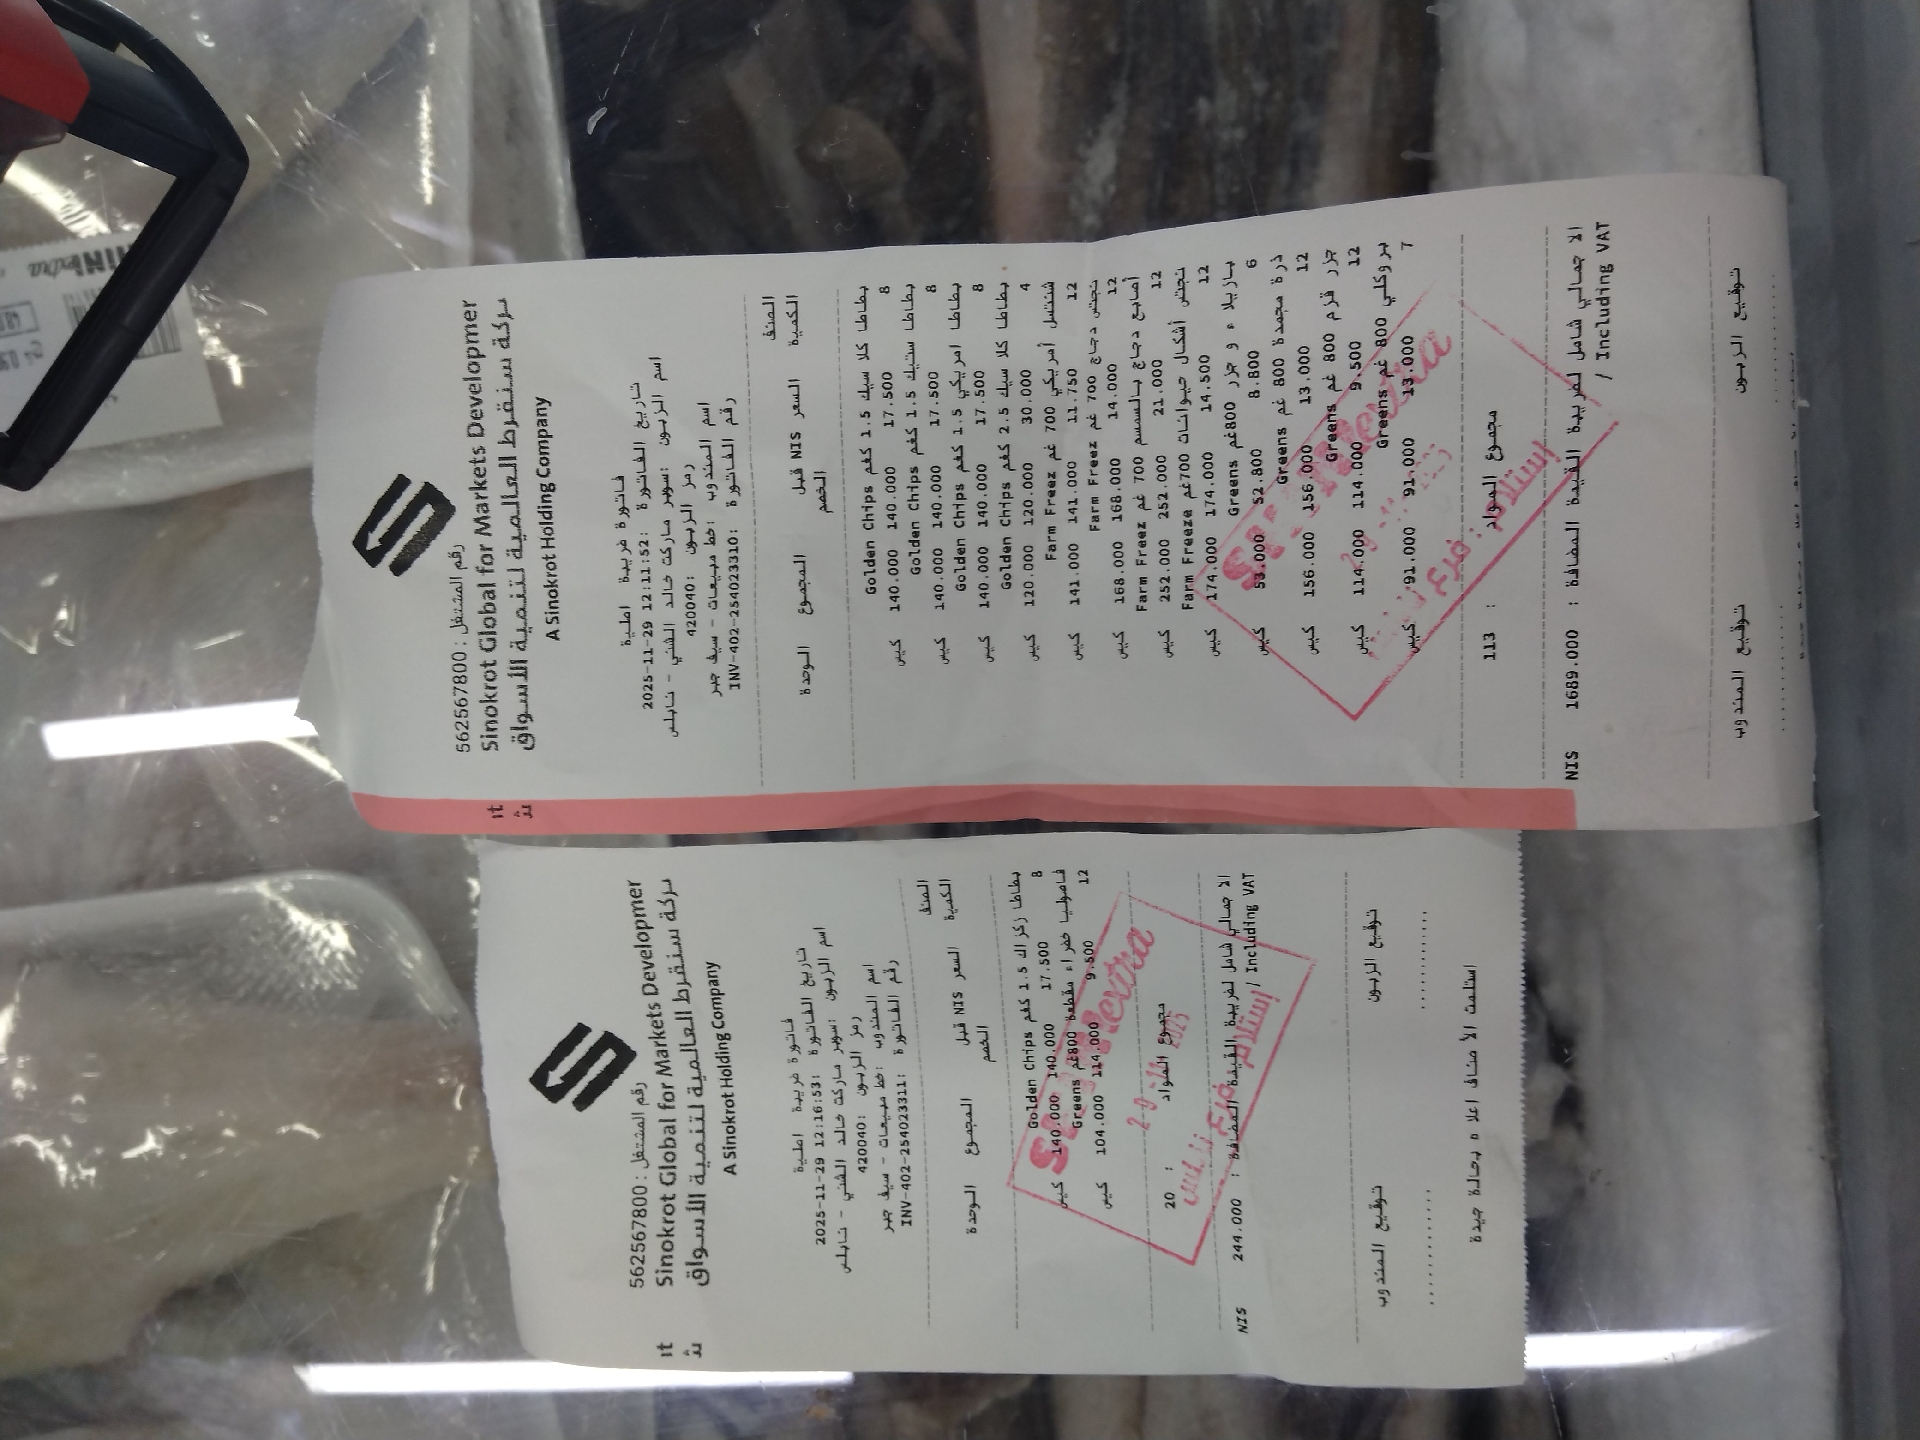 رقم المشتغل : 562567800
Sinokrot Global for Markets Developmer
it
شركة سنقرط العالمية لتنمية الأسواق
A Sinokrot Holding Company
فاتورة ضريبة اصلية
تاريخ الفاتورة :2025-11-29 12:11:52
اسم الزبون :سوبر ماركت خالد الشني - نابلس
رمز الزبون :420040
اسم المندوب :خط مبيعات - سيف جبر
رقم الفاتورة :INV-402-254023310
الصنف
الكمية السعر NIS قبل الخصم المجموع الوحدة
بطاطا كلاسيك 1.5 كغم Golden Chips
8 17.500 140.000 140.000 كيس
بطاطا ستيك 1.5 كغم Golden Chips
8 17.500 140.000 140.000 كيس
بطاطا امريكي 1.5 كغم Golden Chips
8 17.500 140.000 140.000 كيس
بطاطا كلاسيك 2.5 كغم Golden Chips
4 30.000 120.000 120.000 كيس
شنتسل أمريكي 700 غم Farm Freez
12 11.750 141.000 141.000 كيس
نجتس دجاج 700 غم Farm Freez
12 14.000 168.000 168.000 كيس
أصابع دجاج بالسمسم 700 غم Farm Freez
12 21.000 252.000 252.000 كيس
نجتس أشكال حيوانات 700غم Farm Freeze
12 14.500 174.000 174.000 كيس
بازيلاء و جزر 800غم Greens
6 8.800 52.800 53.000 كيس
ذرة مجمدة 800 غم Greens
12 13.000 156.000 156.000 كيس
جزر قزم 800 غم Greens
12 9.500 114.000 114.000 كيس
بروكلي 800 غم Greens
7 13.000 91.000 91.000 كيس
إستلام : فرع
مجموع المواد : 113
الاجمالي شامل لضريبة القيمة المضافة : 1689.000 NIS
/ Including VAT
توقيع الزبون توقيع المندوب
رقم المشتغل : 562567800
Sinokrot Global for Markets Developmer
it
شركة سنقرط العالمية لتنمية الأسواق
A Sinokrot Holding Company
فاتورة ضريبة اصلية
تاريخ الفاتورة :2025-11-29 12:16:53
اسم الزبون :سوبر ماركت خالد الشني - نابلس
رمز الزبون :420040
اسم المندوب :خط مبيعات - سيف جبر
رقم الفاتورة :INV-402-254023311
الصنف
الكمية السعر NIS قبل الخصم المجموع الوحدة
بطاطا زكزاك 1.5 كغم Golden Chips
8 17.500 140.000 140.000 كيس
فاصوليا خضراء مقطعة 800غم Greens
12 9.500 114.000 104.000 كيس
مجموع المواد : 20
إستلام : فرع نابلس
الاجمالي شامل لضريبة القيمة المضافة : 244.000 NIS
/ Including VAT
توقيع الزبون توقيع المندوب
استلمت الأصناف اعلاه بحالة جيدة